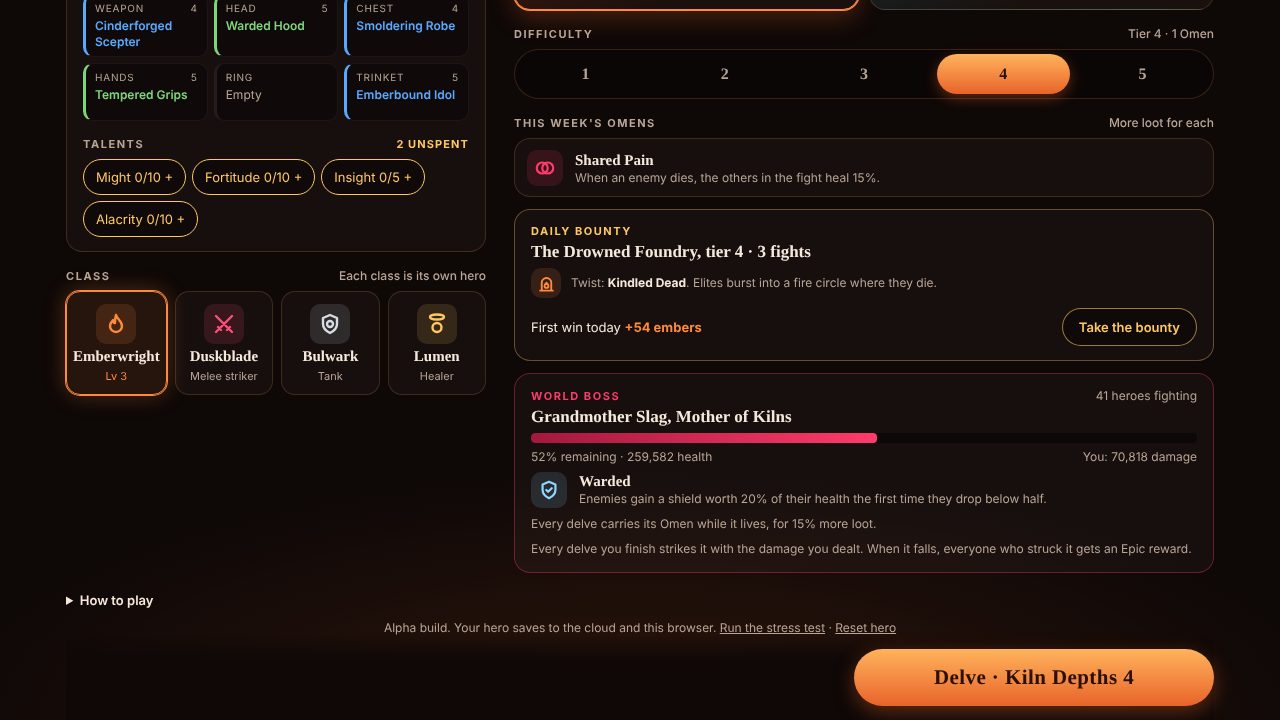 WEAPON 4
Cinderforged
Scepter
HEAD 5
Warded Hood
CHEST 4
Smoldering Robe
HANDS 5
Tempered Grips
RING
Empty
TRINKET 5
Emberbound Idol
TALENTS 2 UNSPENT
Might 0/10 +
Fortitude 0/10 +
Insight 0/5 +
Alacrity 0/10 +
CLASS Each class is its own hero
Emberwright
Lv 3
Duskblade
Melee striker
Bulwark
Tank
Lumen
Healer
DIFFICULTY Tier 4 · 1 Omen
1 2 3 4 5
THIS WEEK'S OMENS More loot for each
Shared Pain
When an enemy dies, the others in the fight heal 15%.
DAILY BOUNTY
The Drowned Foundry, tier 4 · 3 fights
Twist: Kindled Dead. Elites burst into a fire circle where they die.
First win today +54 embers
Take the bounty
WORLD BOSS 41 heroes fighting
Grandmother Slag, Mother of Kilns
52% remaining · 259,582 health You: 70,818 damage
Warded
Enemies gain a shield worth 20% of their health the first time they drop below half.
Every delve carries its Omen while it lives, for 15% more loot.
Every delve you finish strikes it with the damage you dealt. When it falls, everyone who struck it gets an Epic reward.
How to play
Alpha build. Your hero saves to the cloud and this browser. Run the stress test · Reset hero
Delve · Kiln Depths 4